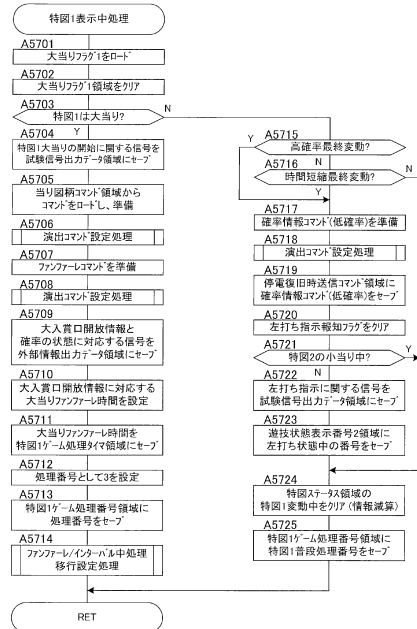 特図1表示中処理
A5701
大当りフラグ1をロード
A5702
大当りフラグ1領域をクリア
A5703
特図1は大当り?
N
Y
A5704
特図1大当りの開始に関する信号を
試験信号出力データ領域にセーブ
A5705
当り図柄コマンド領域から
コマンドをロードし、準備
A5706
演出コマンド設定処理
A5707
ファンファーレコマンドを準備
A5708
演出コマンド設定処理
A5709
大入賞口開放情報と
確率の状態に対応する信号を
外部情報出力データ領域にセーブ
A5710
大入賞口開放情報に対応する
大当りファンファーレ時間を設定
A5711
大当りファンファーレ時間を
特図1ゲーム処理タイマ領域にセーブ
A5712
処理番号として3を設定
A5713
特図1ゲーム処理番号領域に
処理番号をセーブ
A5714
ファンファーレ/インターバル中処理
移行設定処理
RET
A5715
Y
高確率最終変動?
N
A5716
N
時間短縮最終変動?
Y
A5717
確率情報コマンド(低確率)を準備
A5718
演出コマンド設定処理
A5719
停電復旧時送信コマンド領域に
確率情報コマンド(低確率)をセーブ
A5720
左打ち指示報知フラグをクリア
A5721
Y
特図2の小当り中?
N
A5722
左打ち指示に関する信号を
試験信号出力データ領域にセーブ
A5723
遊技状態表示番号2領域に
左打ち状態中の番号をセーブ
A5724
特図ステータス領域の
特図1変動中をクリア(情報減算)
A5725
特図1ゲーム処理番号領域に
特図1普段処理番号をセーブ